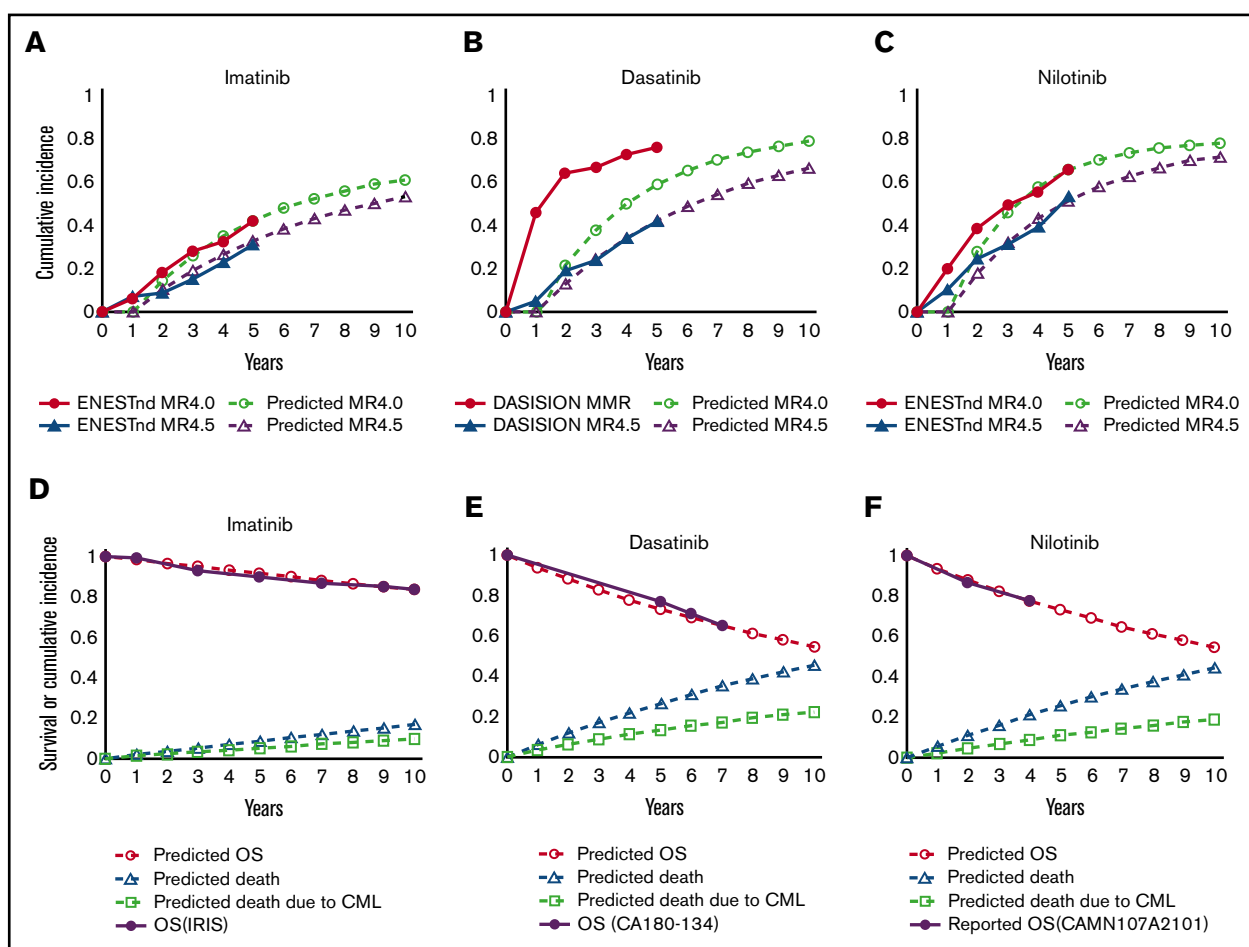 A
B
C
Imatinib
Dasatinib
Nilotinib
Cumulative incidence
1
0.8
0.6
0.4
0.2
0
0 1 2 3 4 5 6 7 8 9 10
Years
1
0.8
0.6
0.4
0.2
0
0 1 2 3 4 5 6 7 8 9 10
Years
1
0.8
0.6
0.4
0.2
0
0 1 2 3 4 5 6 7 8 9 10
Years
ENESTnd MR4.0 Predicted MR4.0
ENESTnd MR4.5 Predicted MR4.5
DASISION MMR Predicted MR4.0
DASISION MR4.5 Predicted MR4.5
ENESTnd MR4.0 Predicted MR4.0
ENESTnd MR4.5 Predicted MR4.5
D
E
F
Imatinib
Dasatinib
Nilotinib
Survival or cumulative incidence
1
0.8
0.6
0.4
0.2
0
0 1 2 3 4 5 6 7 8 9 10
Years
1
0.8
0.6
0.4
0.2
0
0 1 2 3 4 5 6 7 8 9 10
Years
1
0.8
0.6
0.4
0.2
0
0 1 2 3 4 5 6 7 8 9 10
Years
Predicted OS
Predicted death
Predicted death due to CML
OS(IRIS)
Predicted OS
Predicted death
Predicted death due to CML
OS (CA180-134)
Predicted OS
Predicted death
Predicted death due to CML
Reported OS(CAMN107A2101)